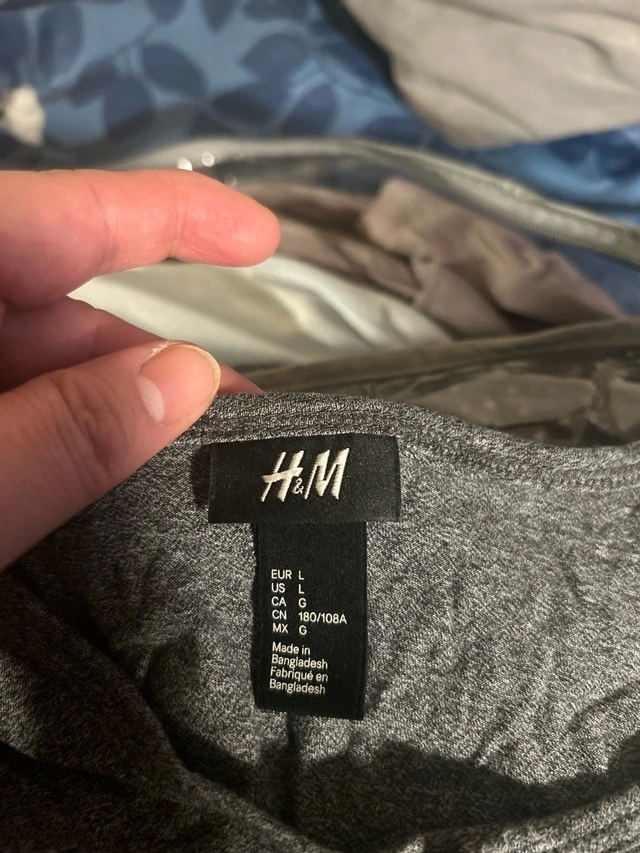 H&M
EUR L
US L
CA G
CN 180/108A
MX G
Made in
Bangladesh
Fabriqué en
Bangladesh